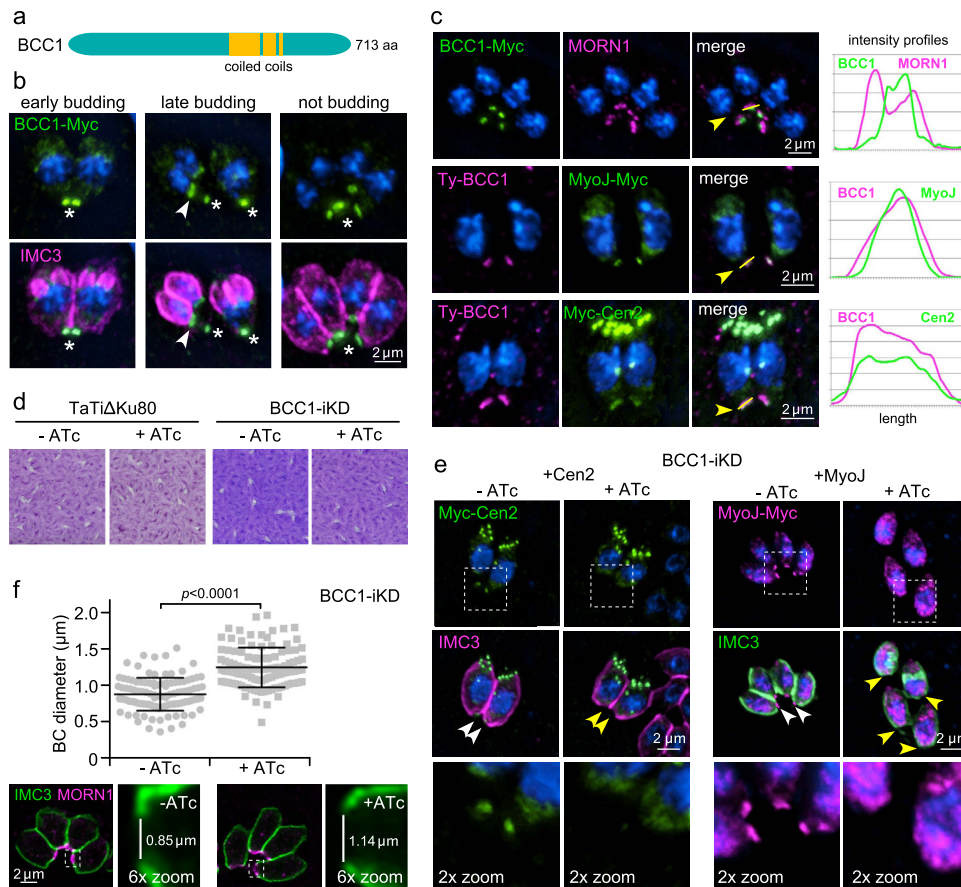 a
BCC1
713 aa
coiled coils
b
early budding
late budding
not budding
BCC1-Myc
*
* *
*
IMC3
*
* *
*
2 µm
c
BCC1-Myc
MORN1
merge
2 µm
intensity profiles
BCC1
MORN1
Ty-BCC1
MyoJ-Myc
merge
2 µm
BCC1
MyoJ
Ty-BCC1
Myc-Cen2
merge
2 µm
BCC1
Cen2
length
d
TaTiΔKu80
BCC1-iKD
- ATc
+ ATc
- ATc
+ ATc
e
BCC1-iKD
+Cen2
+MyoJ
- ATc
+ ATc
- ATc
+ ATc
Myc-Cen2
MyoJ-Myc
IMC3
2 µm
IMC3
2 µm
2x zoom
2x zoom
2x zoom
2x zoom
f
p<0.0001
BCC1-iKD
BC diameter (µm)
2.0
1.5
1.0
0.5
0
- ATc
+ ATc
IMC3 MORN1
2 µm
-ATc
0.85 µm
6x zoom
+ATc
1.14 µm
6x zoom